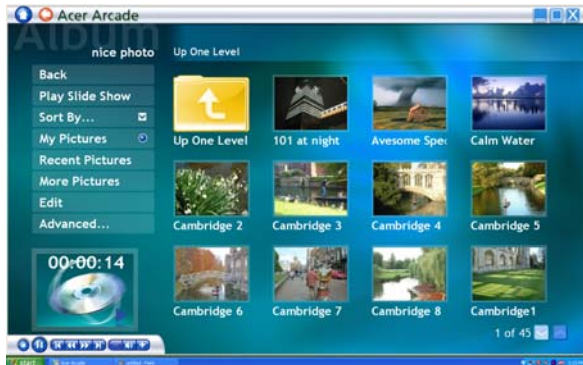 Acer Arcade
Album
nice photo
Up One Level
Back
Play Slide Show
Sort By...
My Pictures
Recent Pictures
More Pictures
Edit
Advanced...
00:00:14
Up One Level
101 at night
Avesome Spec
Calm Water
Cambridge 2
Cambridge 3
Cambridge 4
Cambridge 5
Cambridge 6
Cambridge 7
Cambridge 8
Cambridge1
1 of 45
start